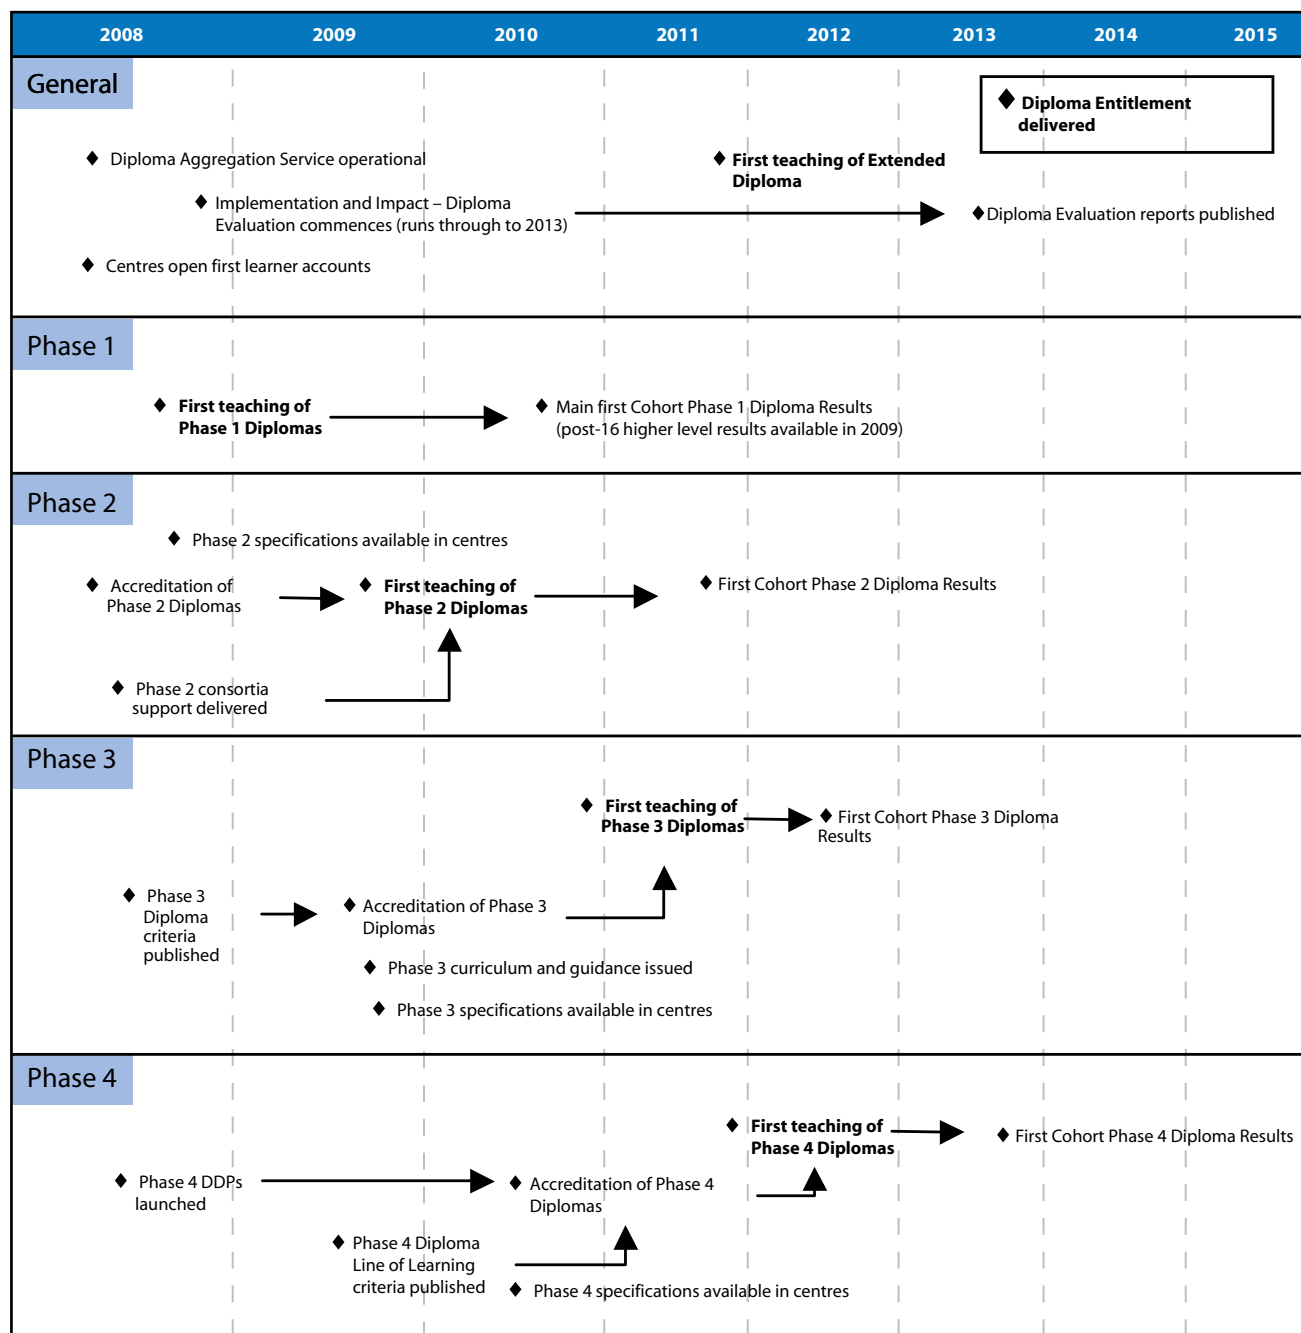 2008 2009 2010 2011 2012 2013 2014 2015
General
Diploma Entitlement
delivered
Diploma Aggregation Service operational
First teaching of Extended
Diploma
Implementation and Impact – Diploma
Evaluation commences (runs through to 2013)
Diploma Evaluation reports published
Centres open first learner accounts
Phase 1
First teaching of
Phase 1 Diplomas
Main first Cohort Phase 1 Diploma Results
(post-16 higher level results available in 2009)
Phase 2
Phase 2 specifications available in centres
Accreditation of
Phase 2 Diplomas
First teaching of
Phase 2 Diplomas
First Cohort Phase 2 Diploma Results
Phase 2 consortia
support delivered
Phase 3
First teaching of
Phase 3 Diplomas
First Cohort Phase 3 Diploma
Results
Phase 3
Diploma
criteria
published
Accreditation of Phase 3
Diplomas
Phase 3 curriculum and guidance issued
Phase 3 specifications available in centres
Phase 4
First teaching of
Phase 4 Diplomas
First Cohort Phase 4 Diploma Results
Phase 4 DDPs
launched
Accreditation of Phase 4
Diplomas
Phase 4 Diploma
Line of Learning
criteria published
Phase 4 specifications available in centres